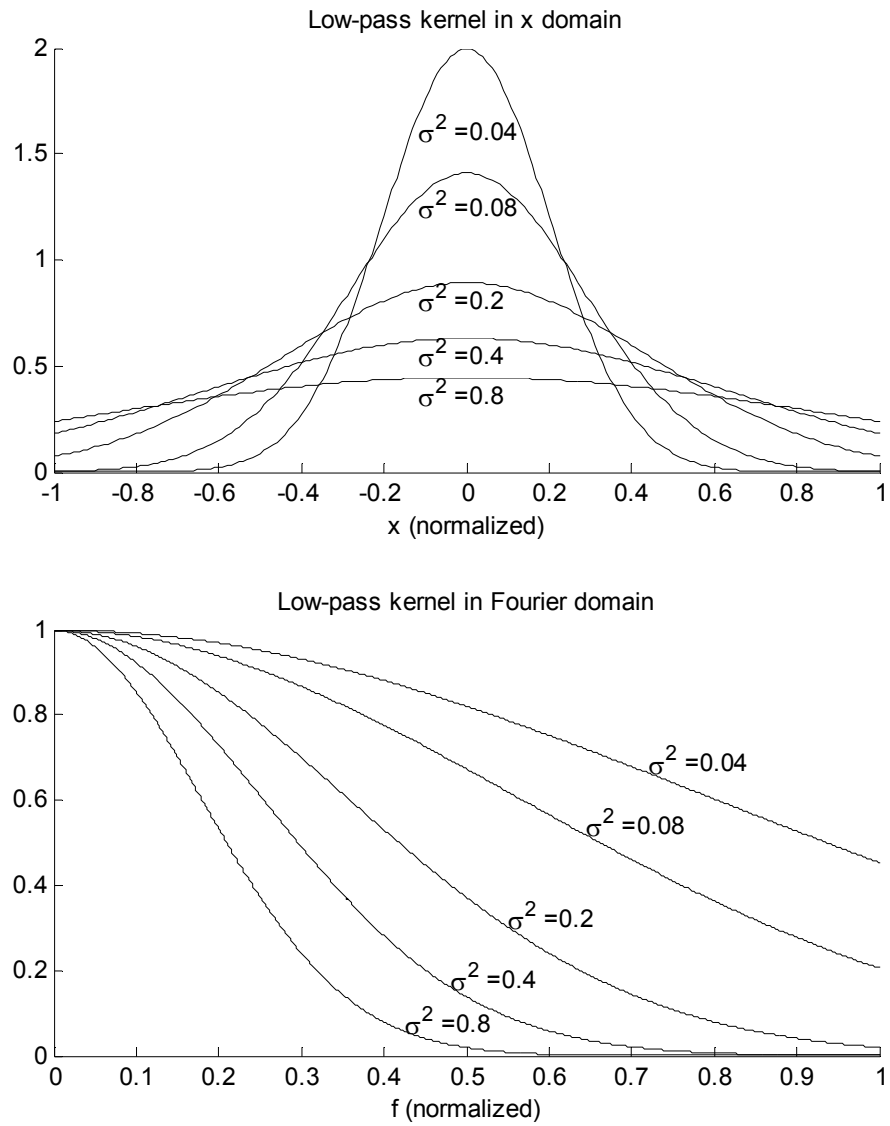 Low-pass kernel in x domain
2
1.5
1
0.5
0
σ² =0.04
σ² =0.08
σ² =0.2
σ² =0.4
σ² =0.8
-1 -0.8 -0.6 -0.4 -0.2 0 0.2 0.4 0.6 0.8 1
x (normalized)
Low-pass kernel in Fourier domain
1
0.8
0.6
0.4
0.2
0
σ² =0.04
σ² =0.08
σ² =0.2
σ² =0.4
σ² =0.8
0 0.1 0.2 0.3 0.4 0.5 0.6 0.7 0.8 0.9 1
f (normalized)